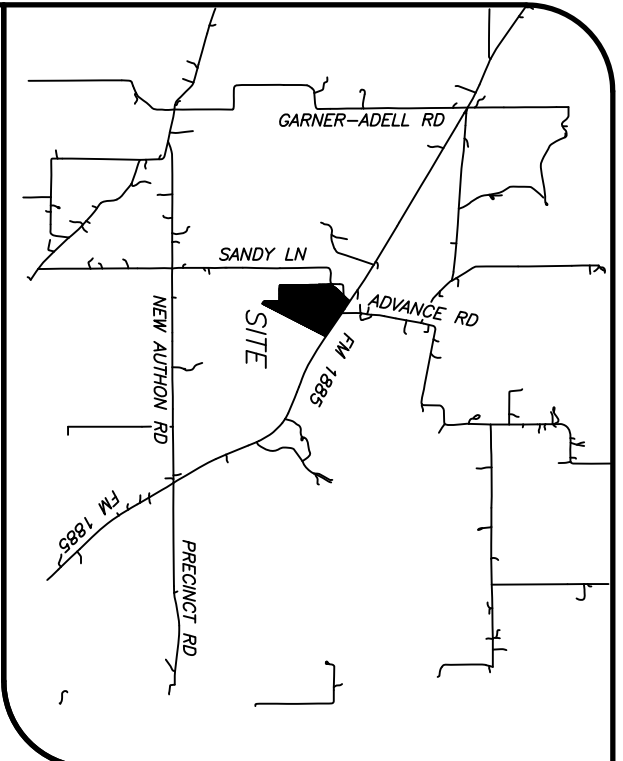 GARNER-ADELL RD
SANDY LN
ADVANCE RD
NEW AUTHON RD
SITE
FM 1885
FM 1885
PRECINCT RD